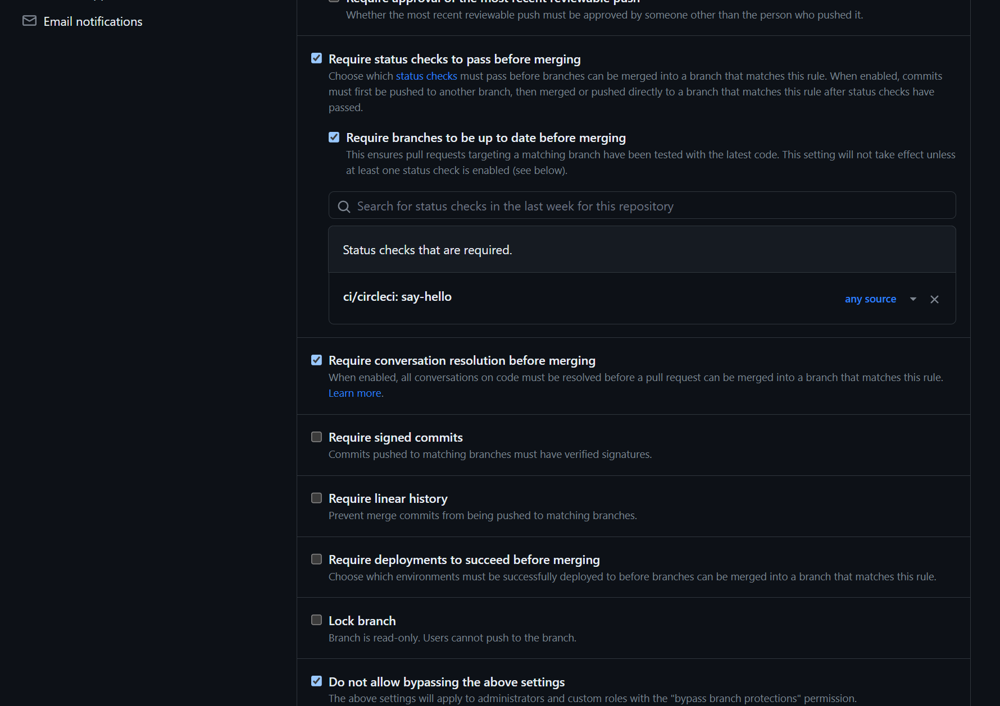 Email notifications
Require approval of the most recent reviewable push
Whether the most recent reviewable push must be approved by someone other than the person who pushed it.
Require status checks to pass before merging
Choose which status checks must pass before branches can be merged into a branch that matches this rule. When enabled, commits
must first be pushed to another branch, then merged or pushed directly to a branch that matches this rule after status checks have
passed.
Require branches to be up to date before merging
This ensures pull requests targeting a matching branch have been tested with the latest code. This setting will not take effect unless
at least one status check is enabled (see below).
Search for status checks in the last week for this repository
Status checks that are required.
ci/circleci: say-hello
any source
Require conversation resolution before merging
When enabled, all conversations on code must be resolved before a pull request can be merged into a branch that matches this rule.
Learn more.
Require signed commits
Commits pushed to matching branches must have verified signatures.
Require linear history
Prevent merge commits from being pushed to matching branches.
Require deployments to succeed before merging
Choose which environments must be successfully deployed to before branches can be merged into a branch that matches this rule.
Lock branch
Branch is read-only. Users cannot push to the branch.
Do not allow bypassing the above settings
The above settings will apply to administrators and custom roles with the "bypass branch protections" permission.